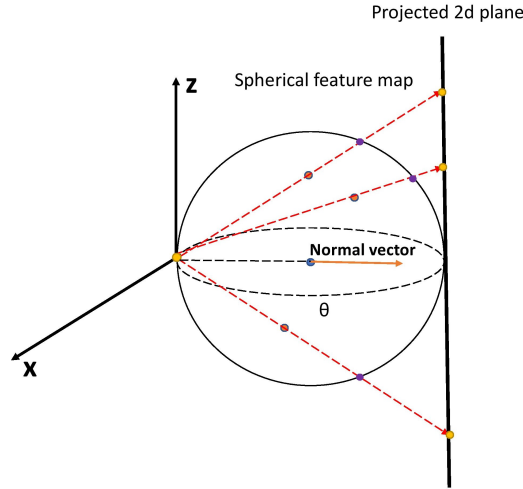 Projected 2d plane
Z
Spherical feature map
Normal vector
θ
X